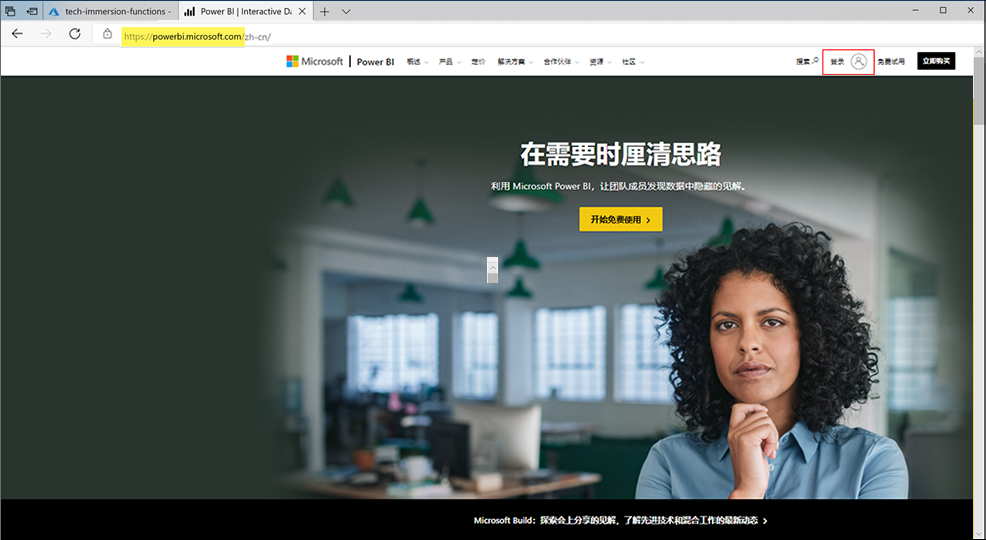 tech-immersion-functions -
Power BI | Interactive Da
https://powerbi.microsoft.com/zh-cn/
Microsoft | Power BI 概述 产品 定价 解决方案 合作伙伴 资源 社区 搜索 登录 免费试用 立即购买
在需要时厘清思路
利用 Microsoft Power BI，让团队成员发现数据中隐藏的见解。
开始免费使用
Microsoft Build：探索会上分享的见解，了解先进技术和混合工作的最新动态